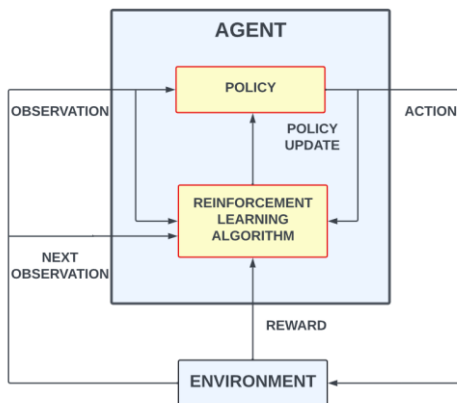 AGENT
POLICY
OBSERVATION
ACTION
POLICY
UPDATE
REINFORCEMENT
LEARNING
ALGORITHM
NEXT
OBSERVATION
REWARD
ENVIRONMENT